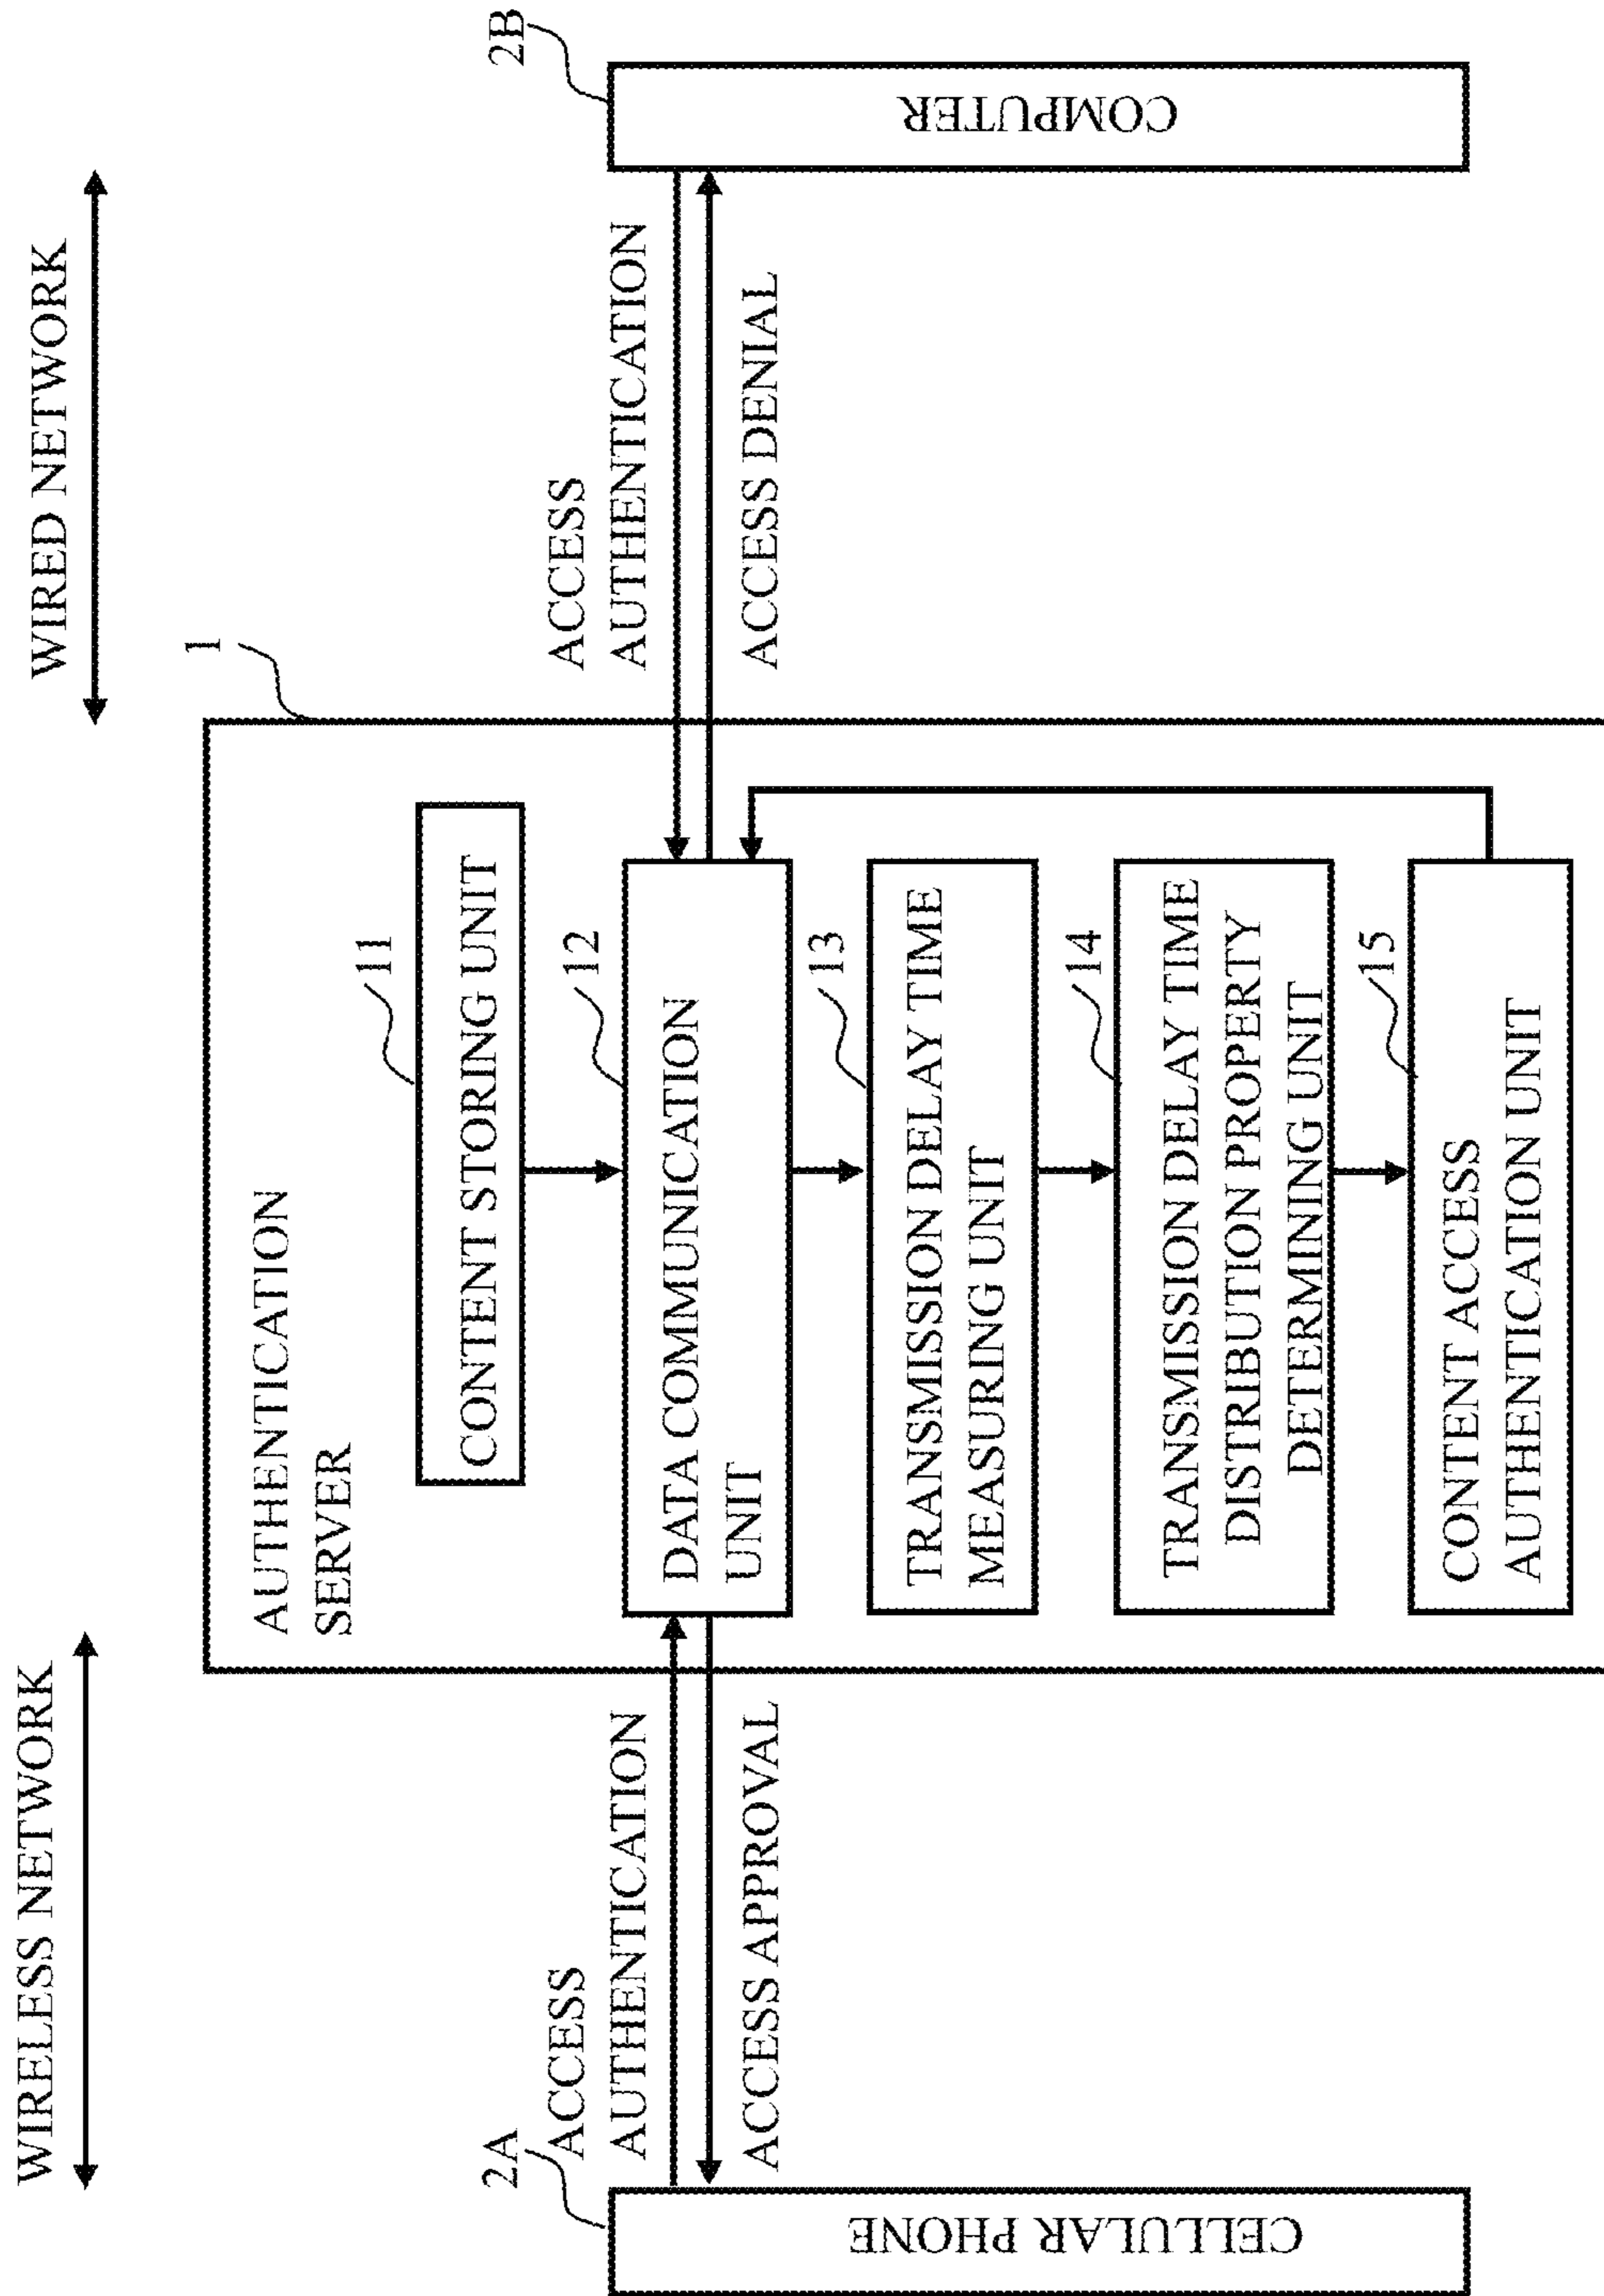 WIRELESS NETWORK
WIRED NETWORK
1
AUTHENTICATION
SERVER
11
CONTENT STORING UNIT
2A
ACCESS
AUTHENTICATION
ACCESS APPROVAL
CELLULAR PHONE
12
DATA COMMUNICATION
UNIT
2B
ACCESS
AUTHENTICATION
ACCESS DENIAL
COMPUTER
13
TRANSMISSION DELAY TIME
MEASURING UNIT
14
TRANSMISSION DELAY TIME
DISTRIBUTION PROPERTY
DETERMINING UNIT
15
CONTENT ACCESS
AUTHENTICATION UNIT